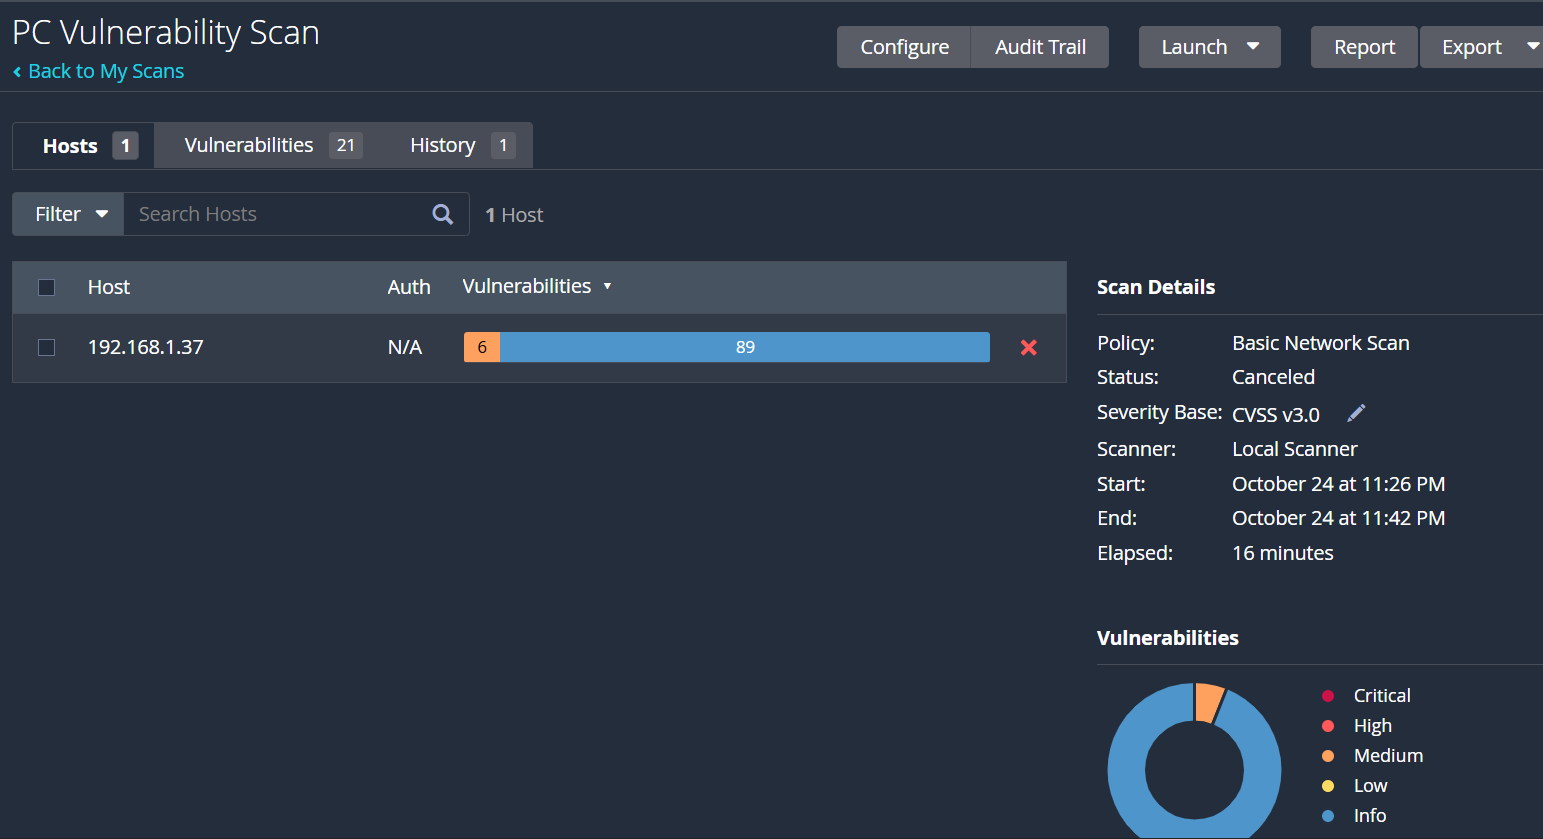 PC Vulnerability Scan
Back to My Scans
Configure
Audit Trail
Launch
Report
Export
Hosts 1
Vulnerabilities 21
History 1
Filter
Search Hosts
1 Host
Host Auth Vulnerabilities
192.168.1.37 N/A 6 89
Scan Details
Policy: Basic Network Scan
Status: Canceled
Severity Base: CVSS v3.0
Scanner: Local Scanner
Start: October 24 at 11:26 PM
End: October 24 at 11:42 PM
Elapsed: 16 minutes
Vulnerabilities
Critical
High
Medium
Low
Info